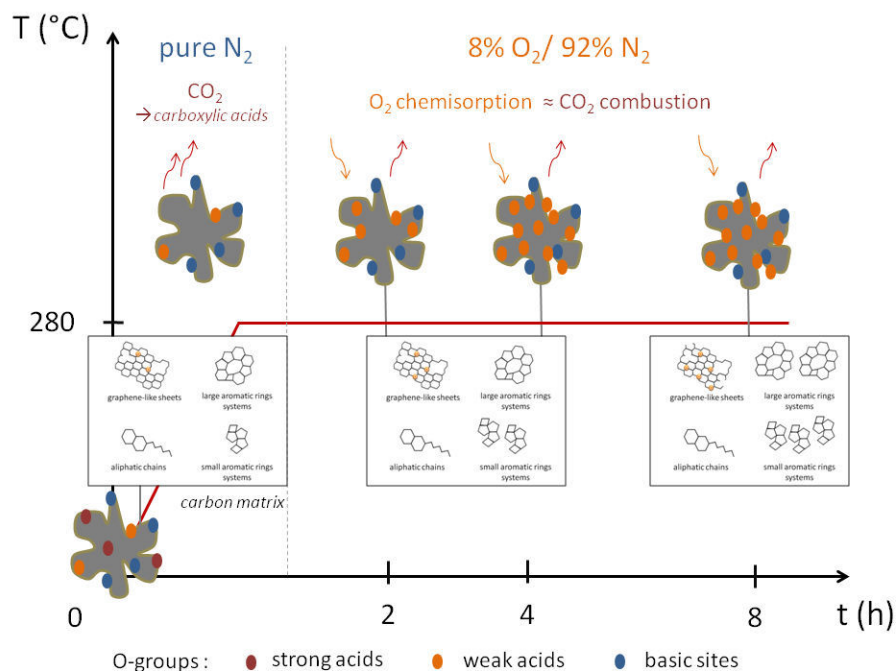 T (°C)
pure N₂
8% O₂/ 92% N₂
CO₂
→ carboxylic acids
O₂ chemisorption ≈ CO₂ combustion
280
graphene-like sheets
large aromatic rings
systems
aliphatic chains
small aromatic rings
systems
graphene-like sheets
large aromatic rings
systems
aliphatic chains
small aromatic rings
systems
graphene-like sheets
large aromatic rings
systems
aliphatic chains
small aromatic rings
systems
carbon matrix
0
2
4
8
t (h)
O-groups :
strong acids
weak acids
basic sites